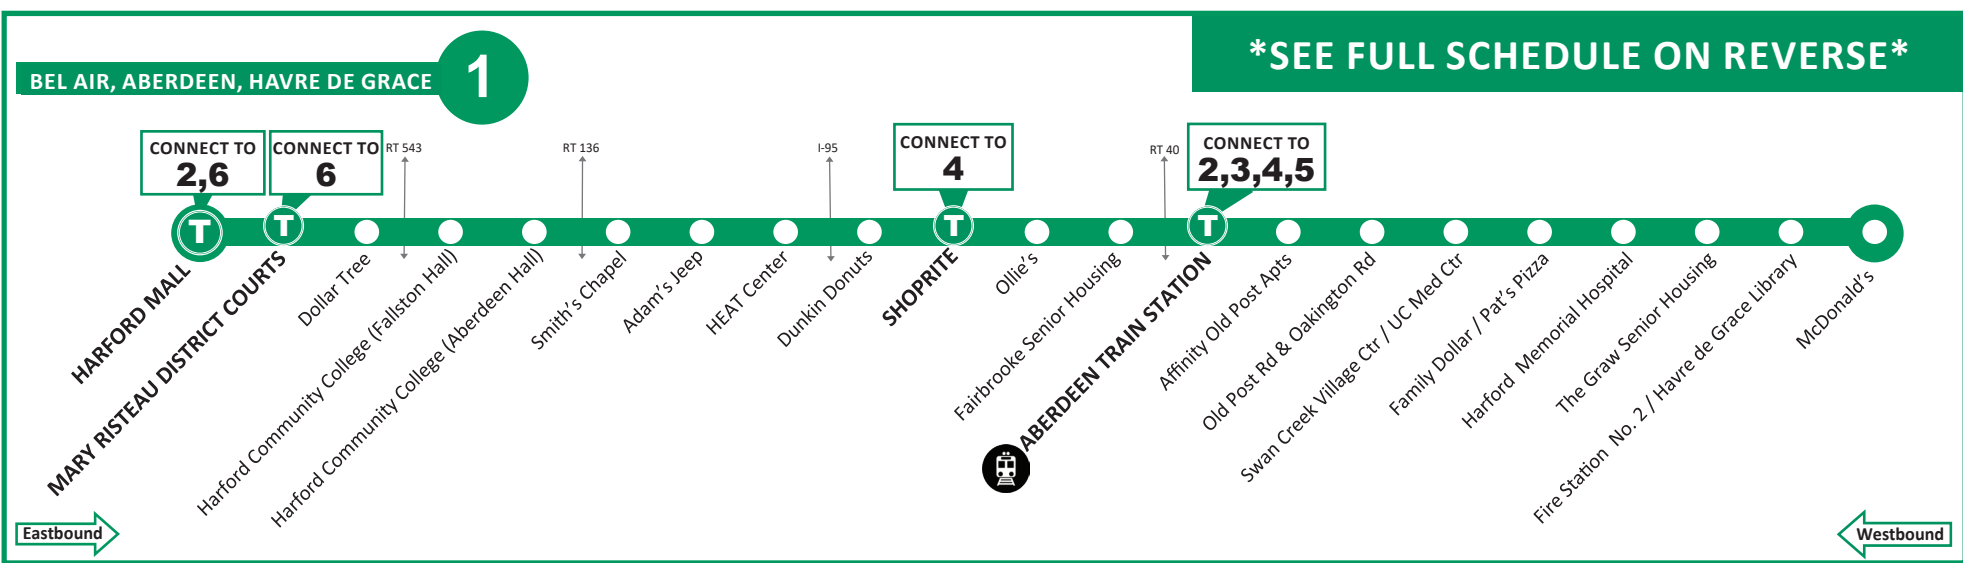 *SEE FULL SCHEDULE ON REVERSE*
BEL AIR, ABERDEEN, HAVRE DE GRACE
1
CONNECT TO
2,6
CONNECT TO
6
RT 543
RT 136
I-95
CONNECT TO
4
RT 40
CONNECT TO
2,3,4,5
T
T
T
T
HARFORD MALL
MARY RISTEAU DISTRICT COURTS
Dollar Tree
Harford Community College (Fallston Hall)
Harford Community College (Aberdeen Hall)
Smith's Chapel
Adam's Jeep
HEAT Center
Dunkin Donuts
SHOPRITE
Ollie's
Fairbrooke Senior Housing
ABERDEEN TRAIN STATION
Affinity Old Post Apts
Old Post Rd & Oakington Rd
Swan Creek Village Ctr / UC Med Ctr
Family Dollar / Pat's Pizza
Harford Memorial Hospital
The Graw Senior Housing
Fire Station No. 2 / Havre de Grace Library
McDonald's
Eastbound
Westbound